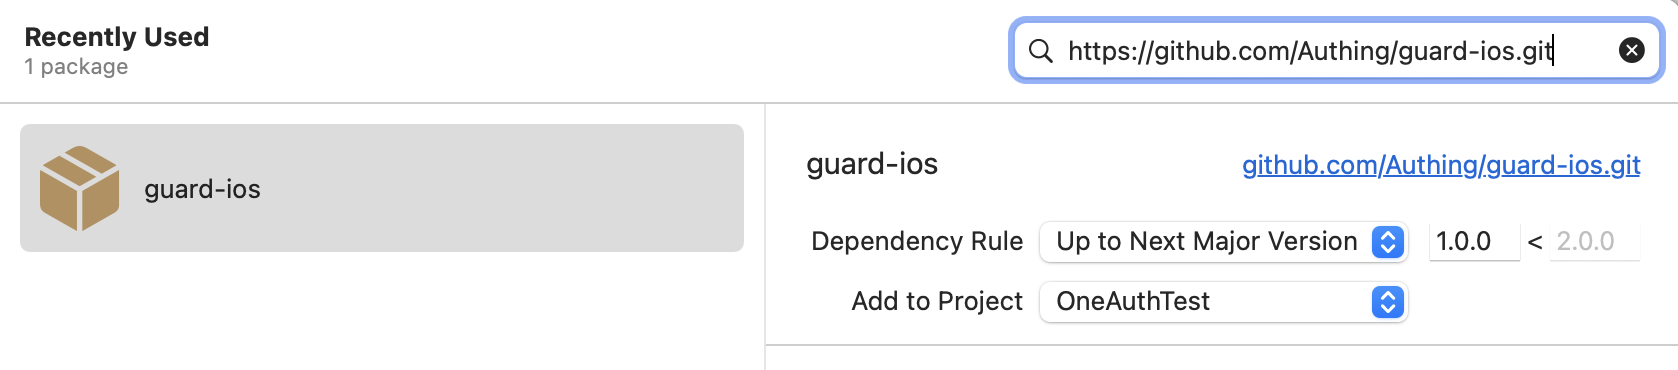 Recently Used
1 package
https://github.com/Authing/guard-ios.git
guard-ios
guard-ios github.com/Authing/guard-ios.git
Dependency Rule Up to Next Major Version 1.0.0 < 2.0.0
Add to Project OneAuthTest